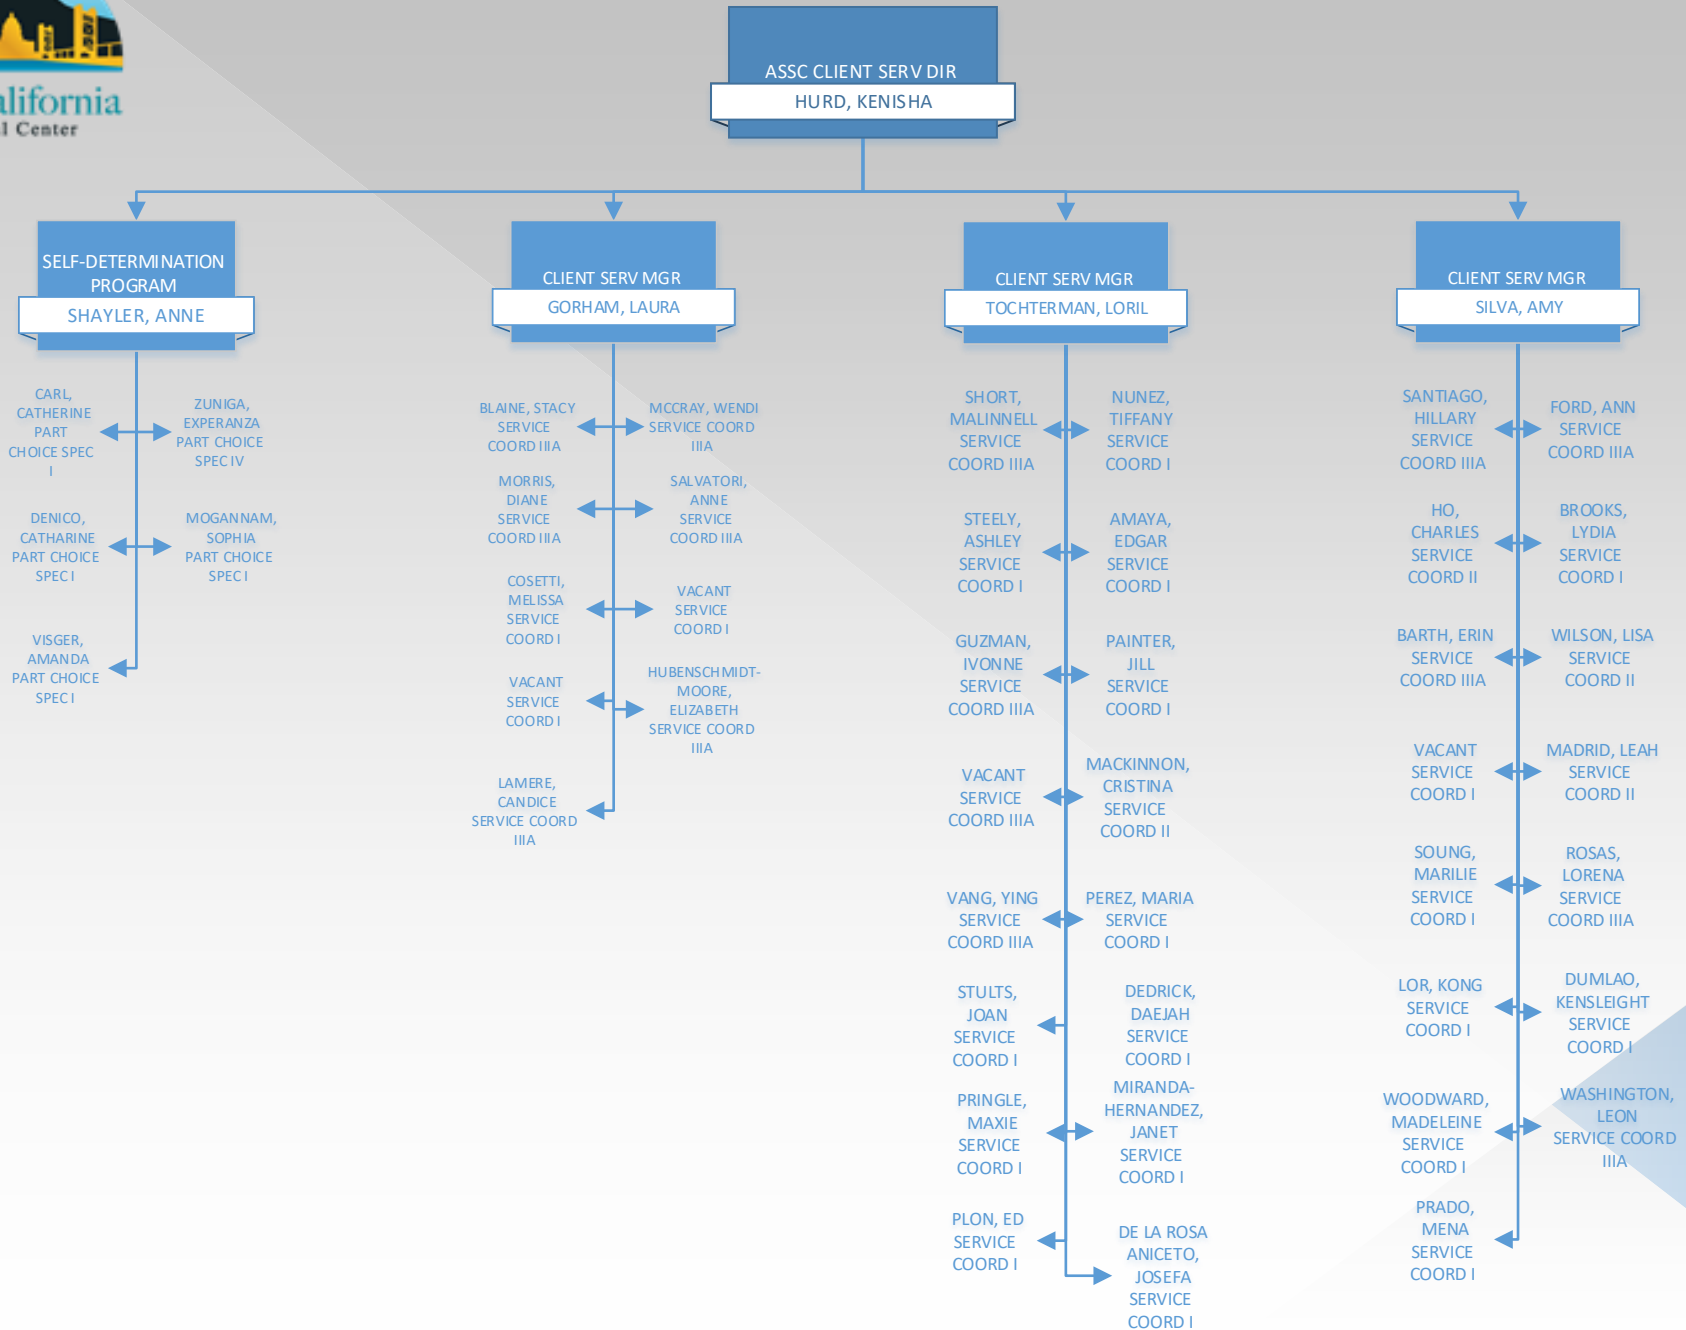 alifornia
l Center
ASSC CLIENT SERV DIR
HURD, KENISHA
SELF-DETERMINATION
PROGRAM
SHAYLER, ANNE
CARL,
CATHERINE
PART
CHOICE SPEC
I
ZUNIGA,
EXPERANZA
PART CHOICE
SPEC IV
DENICO,
CATHARINE
PART CHOICE
SPEC I
MOGANNAM,
SOPHIA
PART CHOICE
SPEC I
VISGER,
AMANDA
PART CHOICE
SPEC I
CLIENT SERV MGR
GORHAM, LAURA
BLAINE, STACY
SERVICE
COORD IIIA
MCCRAY, WENDI
SERVICE COORD
IIIA
MORRIS,
DIANE
SERVICE
COORD IIIA
SALVATORI,
ANNE
SERVICE
COORD IIIA
COSETTI,
MELISSA
SERVICE
COORD I
VACANT
SERVICE
COORD I
VACANT
SERVICE
COORD I
HUBENSCHMIDT-
MOORE,
ELIZABETH
SERVICE COORD
IIIA
LAMERE,
CANDICE
SERVICE COORD
IIIA
CLIENT SERV MGR
TOCHTERMAN, LORIL
SHORT,
MALINNELL
SERVICE
COORD IIIA
NUNEZ,
TIFFANY
SERVICE
COORD I
STEELY,
ASHLEY
SERVICE
COORD I
AMAYA,
EDGAR
SERVICE
COORD I
GUZMAN,
IVONNE
SERVICE
COORD IIIA
PAINTER,
JILL
SERVICE
COORD I
VACANT
SERVICE
COORD IIIA
MACKINNON,
CRISTINA
SERVICE
COORD II
VANG, YING
SERVICE
COORD IIIA
PEREZ, MARIA
SERVICE
COORD I
STULTS,
JOAN
SERVICE
COORD I
DEDRICK,
DAEJAH
SERVICE
COORD I
PRINGLE,
MAXIE
SERVICE
COORD I
MIRANDA-
HERNANDEZ,
JANET
SERVICE
COORD I
PLON, ED
SERVICE
COORD I
DE LA ROSA
ANICETO,
JOSEFA
SERVICE
COORD I
CLIENT SERV MGR
SILVA, AMY
SANTIAGO,
HILLARY
SERVICE
COORD IIIA
FORD, ANN
SERVICE
COORD IIIA
HO,
CHARLES
SERVICE
COORD II
BROOKS,
LYDIA
SERVICE
COORD I
BARTH, ERIN
SERVICE
COORD IIIA
WILSON, LISA
SERVICE
COORD II
VACANT
SERVICE
COORD I
MADRID, LEAH
SERVICE
COORD II
SOUNG,
MARILIE
SERVICE
COORD I
ROSAS,
LORENA
SERVICE
COORD IIIA
LOR, KONG
SERVICE
COORD I
DUMLAO,
KENSLEIGHT
SERVICE
COORD I
WOODWARD,
MADELEINE
SERVICE
COORD I
WASHINGTON,
LEON
SERVICE COORD
IIIA
PRADO,
MENA
SERVICE
COORD I